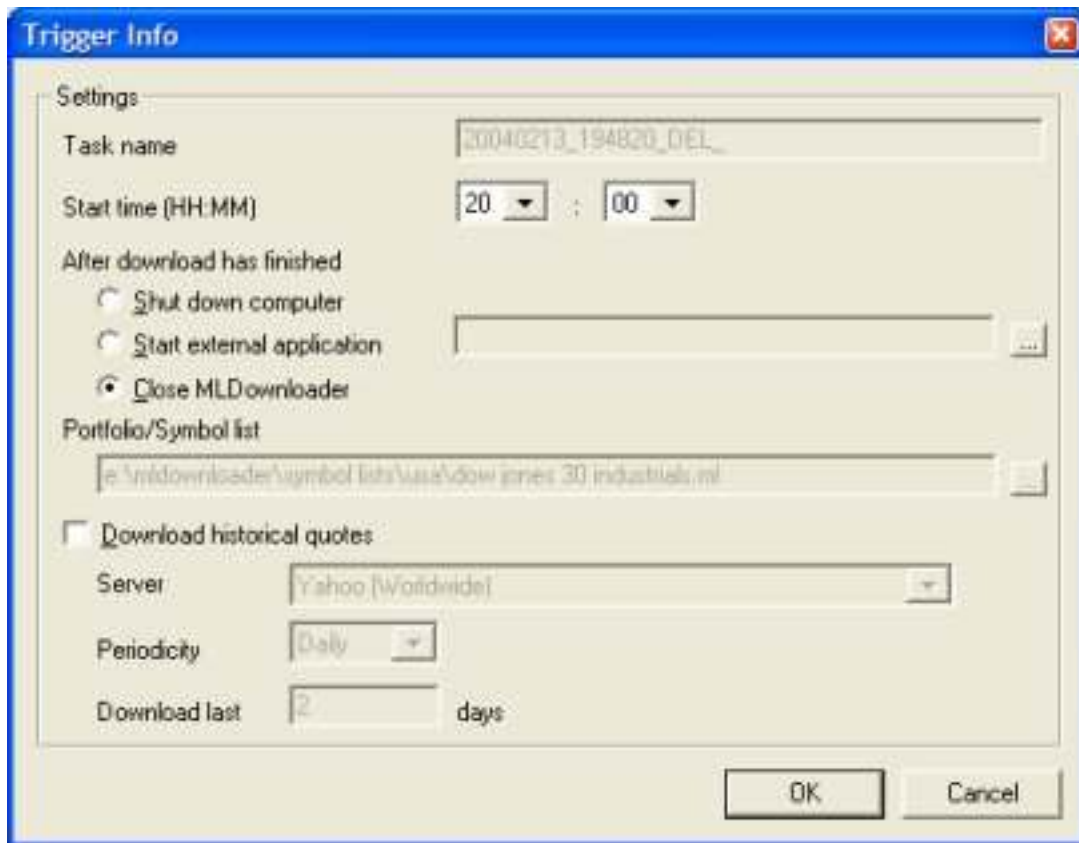 Trigger Info
Settings
Task name 20040213_194820_DEL_
Start time (HH:MM) 20 : 00
After download has finished
Shut down computer
Start external application ...
Close MLDownloader
Portfolio/Symbol list
e:\mldownloader\symbol lists\usa\dow jones 30 industrials.ml ...
Download historical quotes
Server Yahoo (Worldwide)
Periodicity Daily
Download last 2 days
OK Cancel